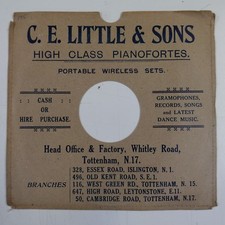 C. E. LITTLE & SONS
HIGH CLASS PIANOFORTES.
PORTABLE WIRELESS SETS.
CASH
OR
HIRE PURCHASE.
GRAMOPHONES,
RECORDS, SONGS
and LATEST
DANCE MUSIC.
Head Office & Factory, Whitley Road,
Tottenham, N.17.
BRANCHES
328, ESSEX ROAD, ISLINGTON, N.1.
490, OLD KENT ROAD, S.E.1.
116, WEST GREEN RD., TOTTENHAM, N. 15.
647, HIGH ROAD, LEYTONSTONE, E.11.
50, CAMBRIDGE ROAD, TOTTENHAM, N.17.